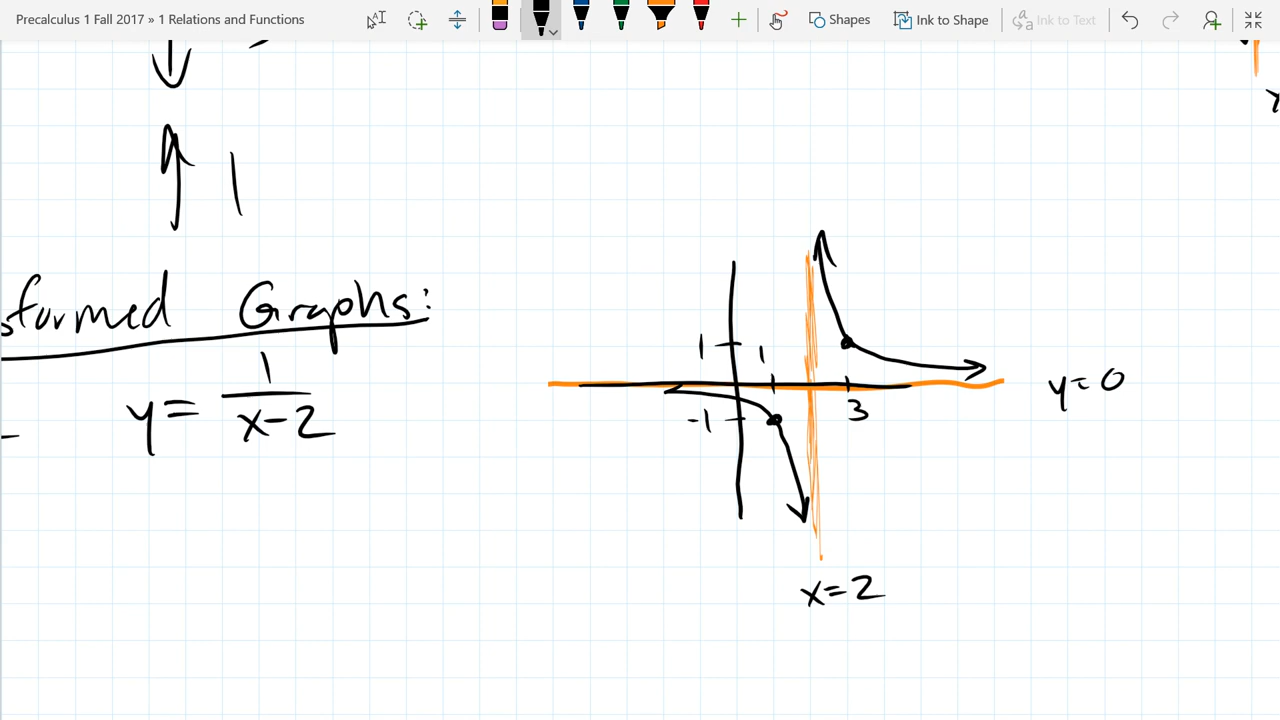 Precalculus 1 Fall 2017 » 1 Relations and Functions
Shapes
Ink to Shape
Ink to Text
1
sformed Graphs:
y = 1/(x-2)
1
1
3
-1
y=0
x=2